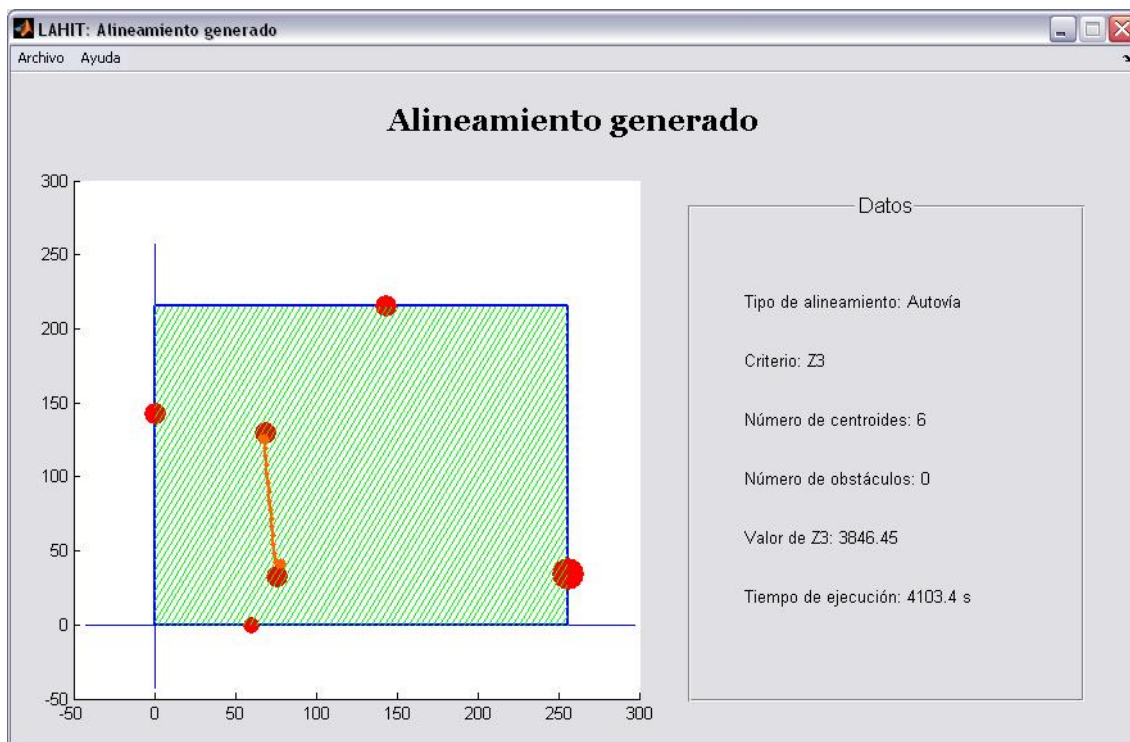 LAHIT: Alineamiento generado
Archivo Ayuda
Alineamiento generado
300
250
200
150
100
50
0
-50
-50 0 50 100 150 200 250 300
Datos
Tipo de alineamiento: Autovía
Criterio: Z3
Número de centroides: 6
Número de obstáculos: 0
Valor de Z3: 3846.45
Tiempo de ejecución: 4103.4 s